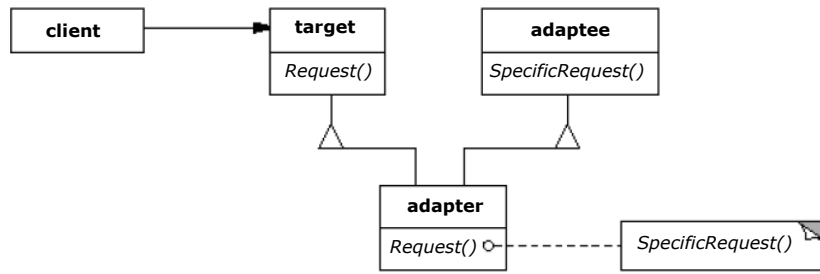 client
target
Request()
adaptee
SpecificRequest()
adapter
Request()
SpecificRequest()